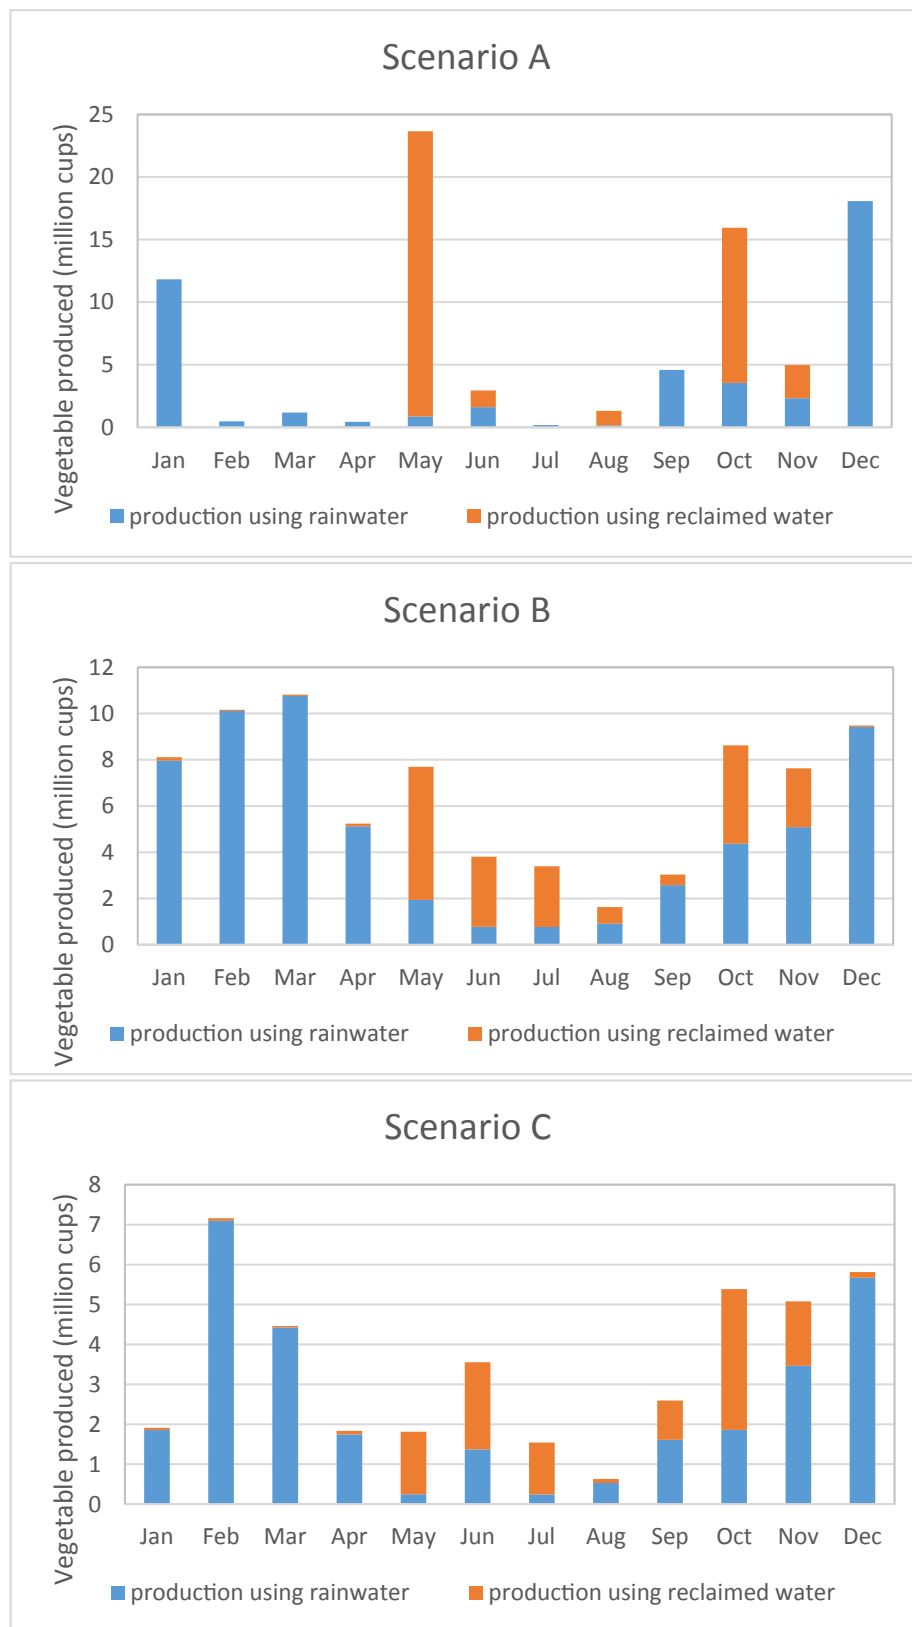 Scenario A
Vegetable produced (million cups)
25
20
15
10
5
0
Jan Feb Mar Apr May Jun Jul Aug Sep Oct Nov Dec
production using rainwater production using reclaimed water
Scenario B
Vegetable produced (million cups)
12
10
8
6
4
2
0
Jan Feb Mar Apr May Jun Jul Aug Sep Oct Nov Dec
production using rainwater production using reclaimed water
Scenario C
Vegetable produced (million cups)
8
7
6
5
4
3
2
1
0
Jan Feb Mar Apr May Jun Jul Aug Sep Oct Nov Dec
production using rainwater production using reclaimed water